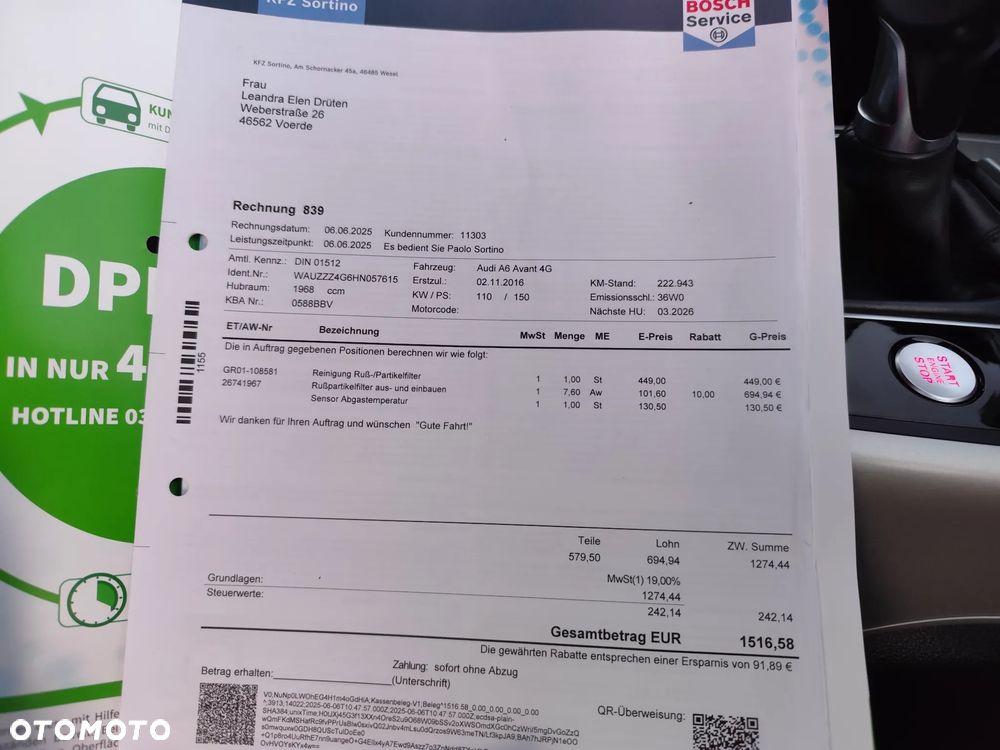 KFZ Sortino
BOSCH
Service
KFZ Sortino, Am Schornacker 45a, 46485 Wesel
Frau
Leandra Elen Drüten
Weberstraße 26
46562 Voerde
Rechnung 839
Rechnungsdatum: 06.06.2025 Kundennummer: 11303
Leistungszeitpunkt: 06.06.2025 Es bedient Sie Paolo Sortino
Amtl. Kennz.: DIN 01512 Fahrzeug: Audi A6 Avant 4G
Ident.Nr.: WAUZZZ4G6HN057615 Erstzul.: 02.11.2016 KM-Stand: 222.943
Hubraum: 1968 ccm KW / PS: 110 / 150 Emissionsschl.: 36W0
KBA Nr.: 0588BBV Motorcode: Nächste HU: 03.2026
ET/AW-Nr Bezeichnung MwSt Menge ME E-Preis Rabatt G-Preis
Die in Auftrag gegebenen Positionen berechnen wir wie folgt:
GR01-108581 Reinigung Ruß-/Partikelfilter 1 1,00 St 449,00 449,00 €
26741967 Rußpartikelfilter aus- und einbauen 1 7,60 Aw 101,60 10,00 694,94 €
Sensor Abgastemperatur 1 1,00 St 130,50 130,50 €
Wir danken für Ihren Auftrag und wünschen "Gute Fahrt!"
Teile Lohn ZW. Summe
579,50 694,94 1274,44
MwSt(1) 19,00%
Grundlagen: 1274,44
Steuerwerte: 242,14 242,14
Gesamtbetrag EUR 1516,58
Die gewährten Rabatte entsprechen einer Ersparnis von 91,89 €
Zahlung: sofort ohne Abzug
Betrag erhalten:
(Unterschrift)
QR-Überweisung:
1155
KUN
mit D
DP
IN NUR 4
HOTLINE 03
mit Hilfe
Oberfläc
START
ENGINE
STOP
OTOMOTO